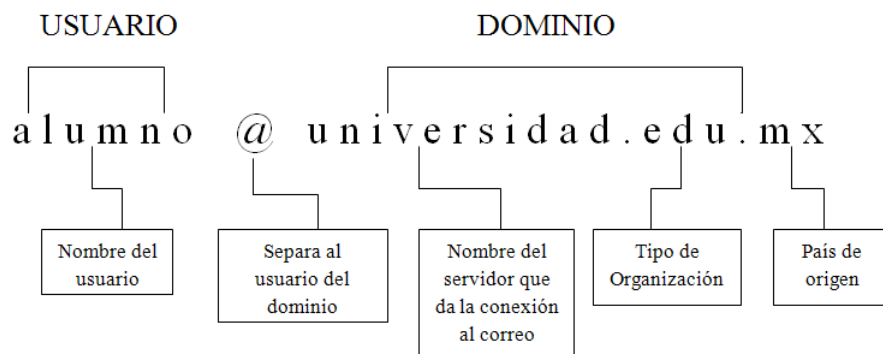 USUARIO DOMINIO
alumno @ universidad.edu.mx
Nombre del
usuario
Separa al
usuario del
dominio
Nombre del
servidor que
da la conexión
al correo
Tipo de
Organización
País de
origen